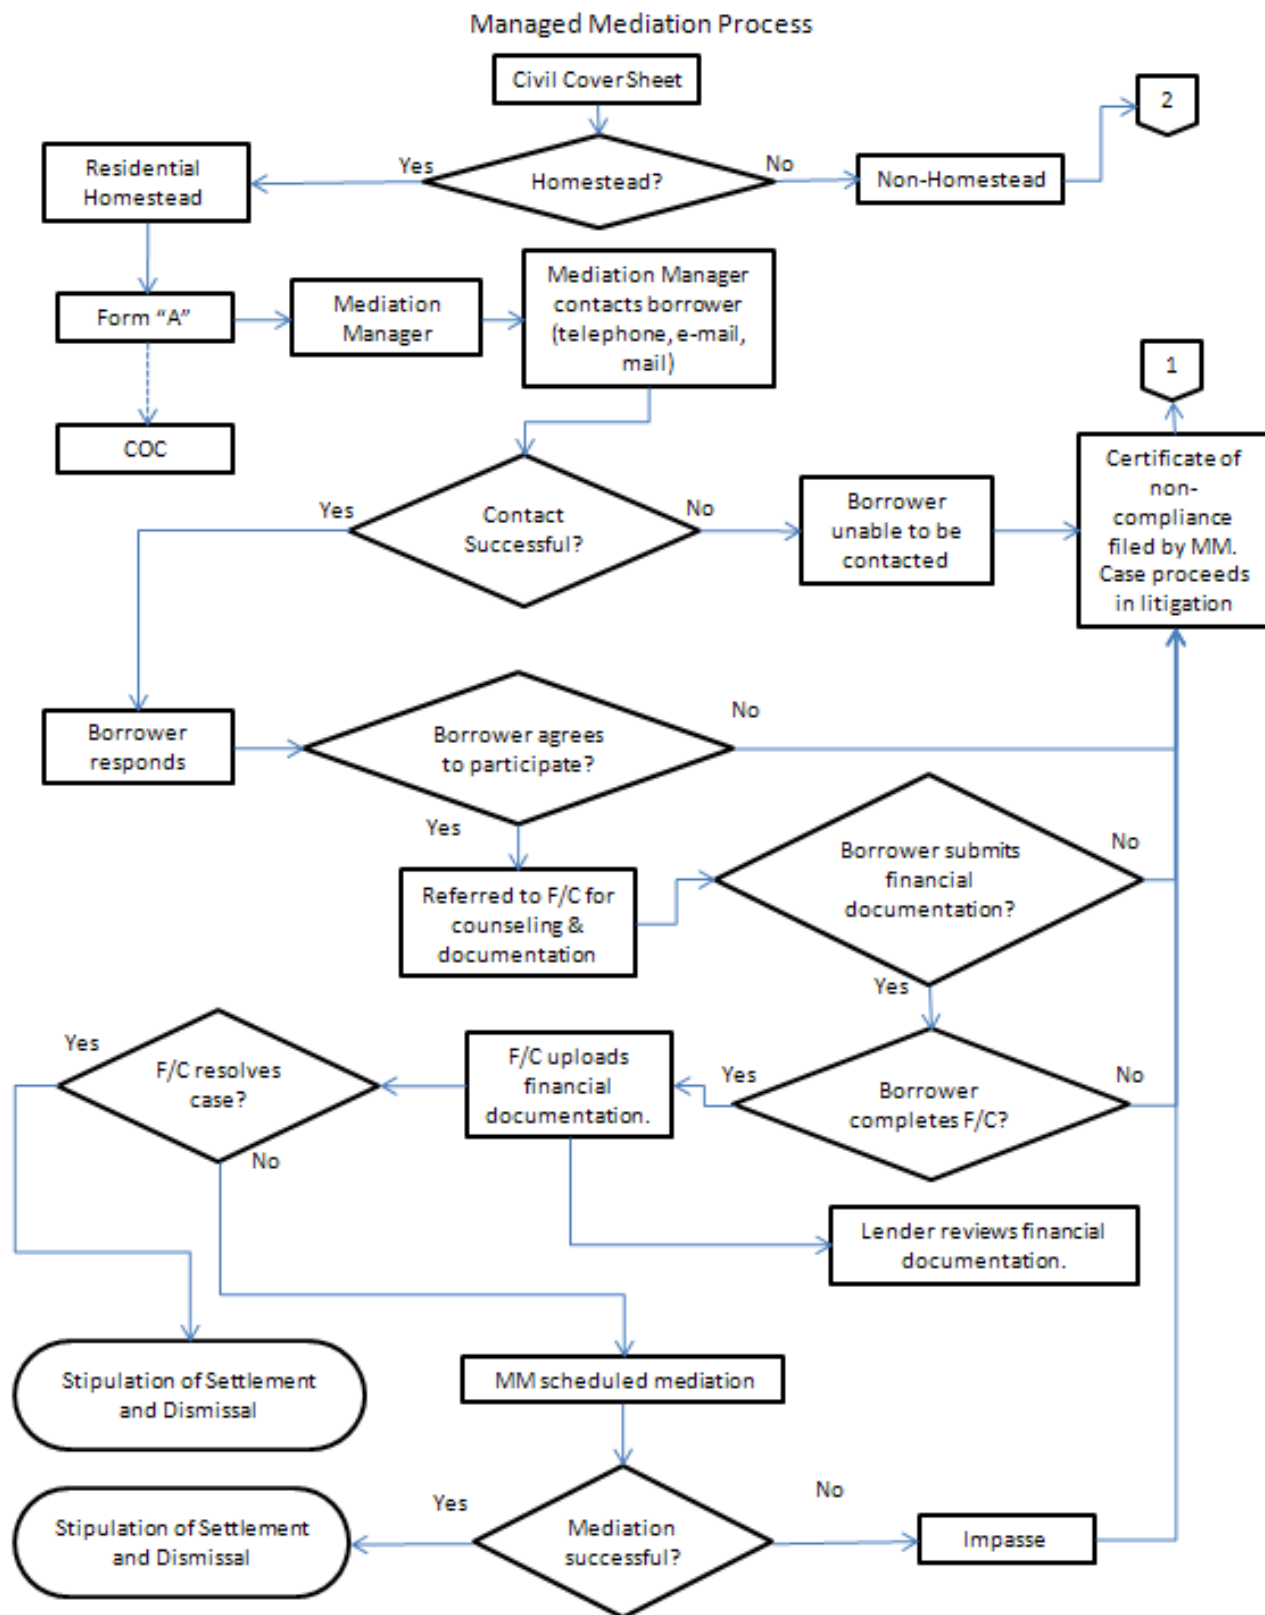 Managed Mediation Process
Civil Cover Sheet
2
Residential
Homestead
Yes
Homestead?
No
Non-Homestead
Form “A”
Mediation
Manager
Mediation Manager
contacts borrower
(telephone, e-mail,
mail)
1
COC
Yes
Contact
Successful?
No
Borrower
unable to be
contacted
Certificate of
non-
compliance
filed by MM.
Case proceeds
in litigation
Borrower
responds
Borrower agrees
to participate?
No
Yes
Referred to F/C for
counseling &
documentation
Borrower submits
financial
documentation?
No
Yes
Yes
F/C resolves
case?
No
F/C uploads
financial
documentation.
Yes
Borrower
completes F/C?
No
Lender reviews financial
documentation.
Stipulation of Settlement
and Dismissal
MM scheduled mediation
Stipulation of Settlement
and Dismissal
Yes
Mediation
successful?
No
Impasse